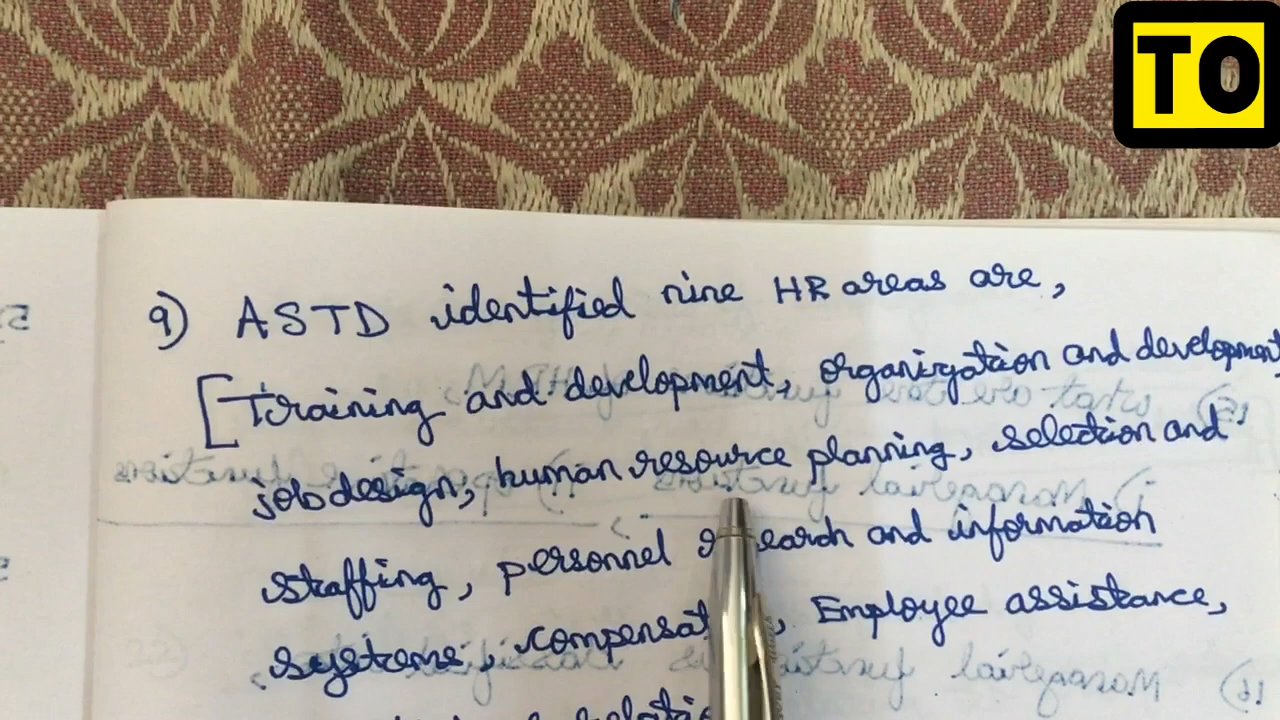 TO
9) ASTD identified nine HR areas are,
[Training and development, organization and development,
job design, human resource planning, selection and
staffing, personnel research and information
systems, compensat , Employee assistance,